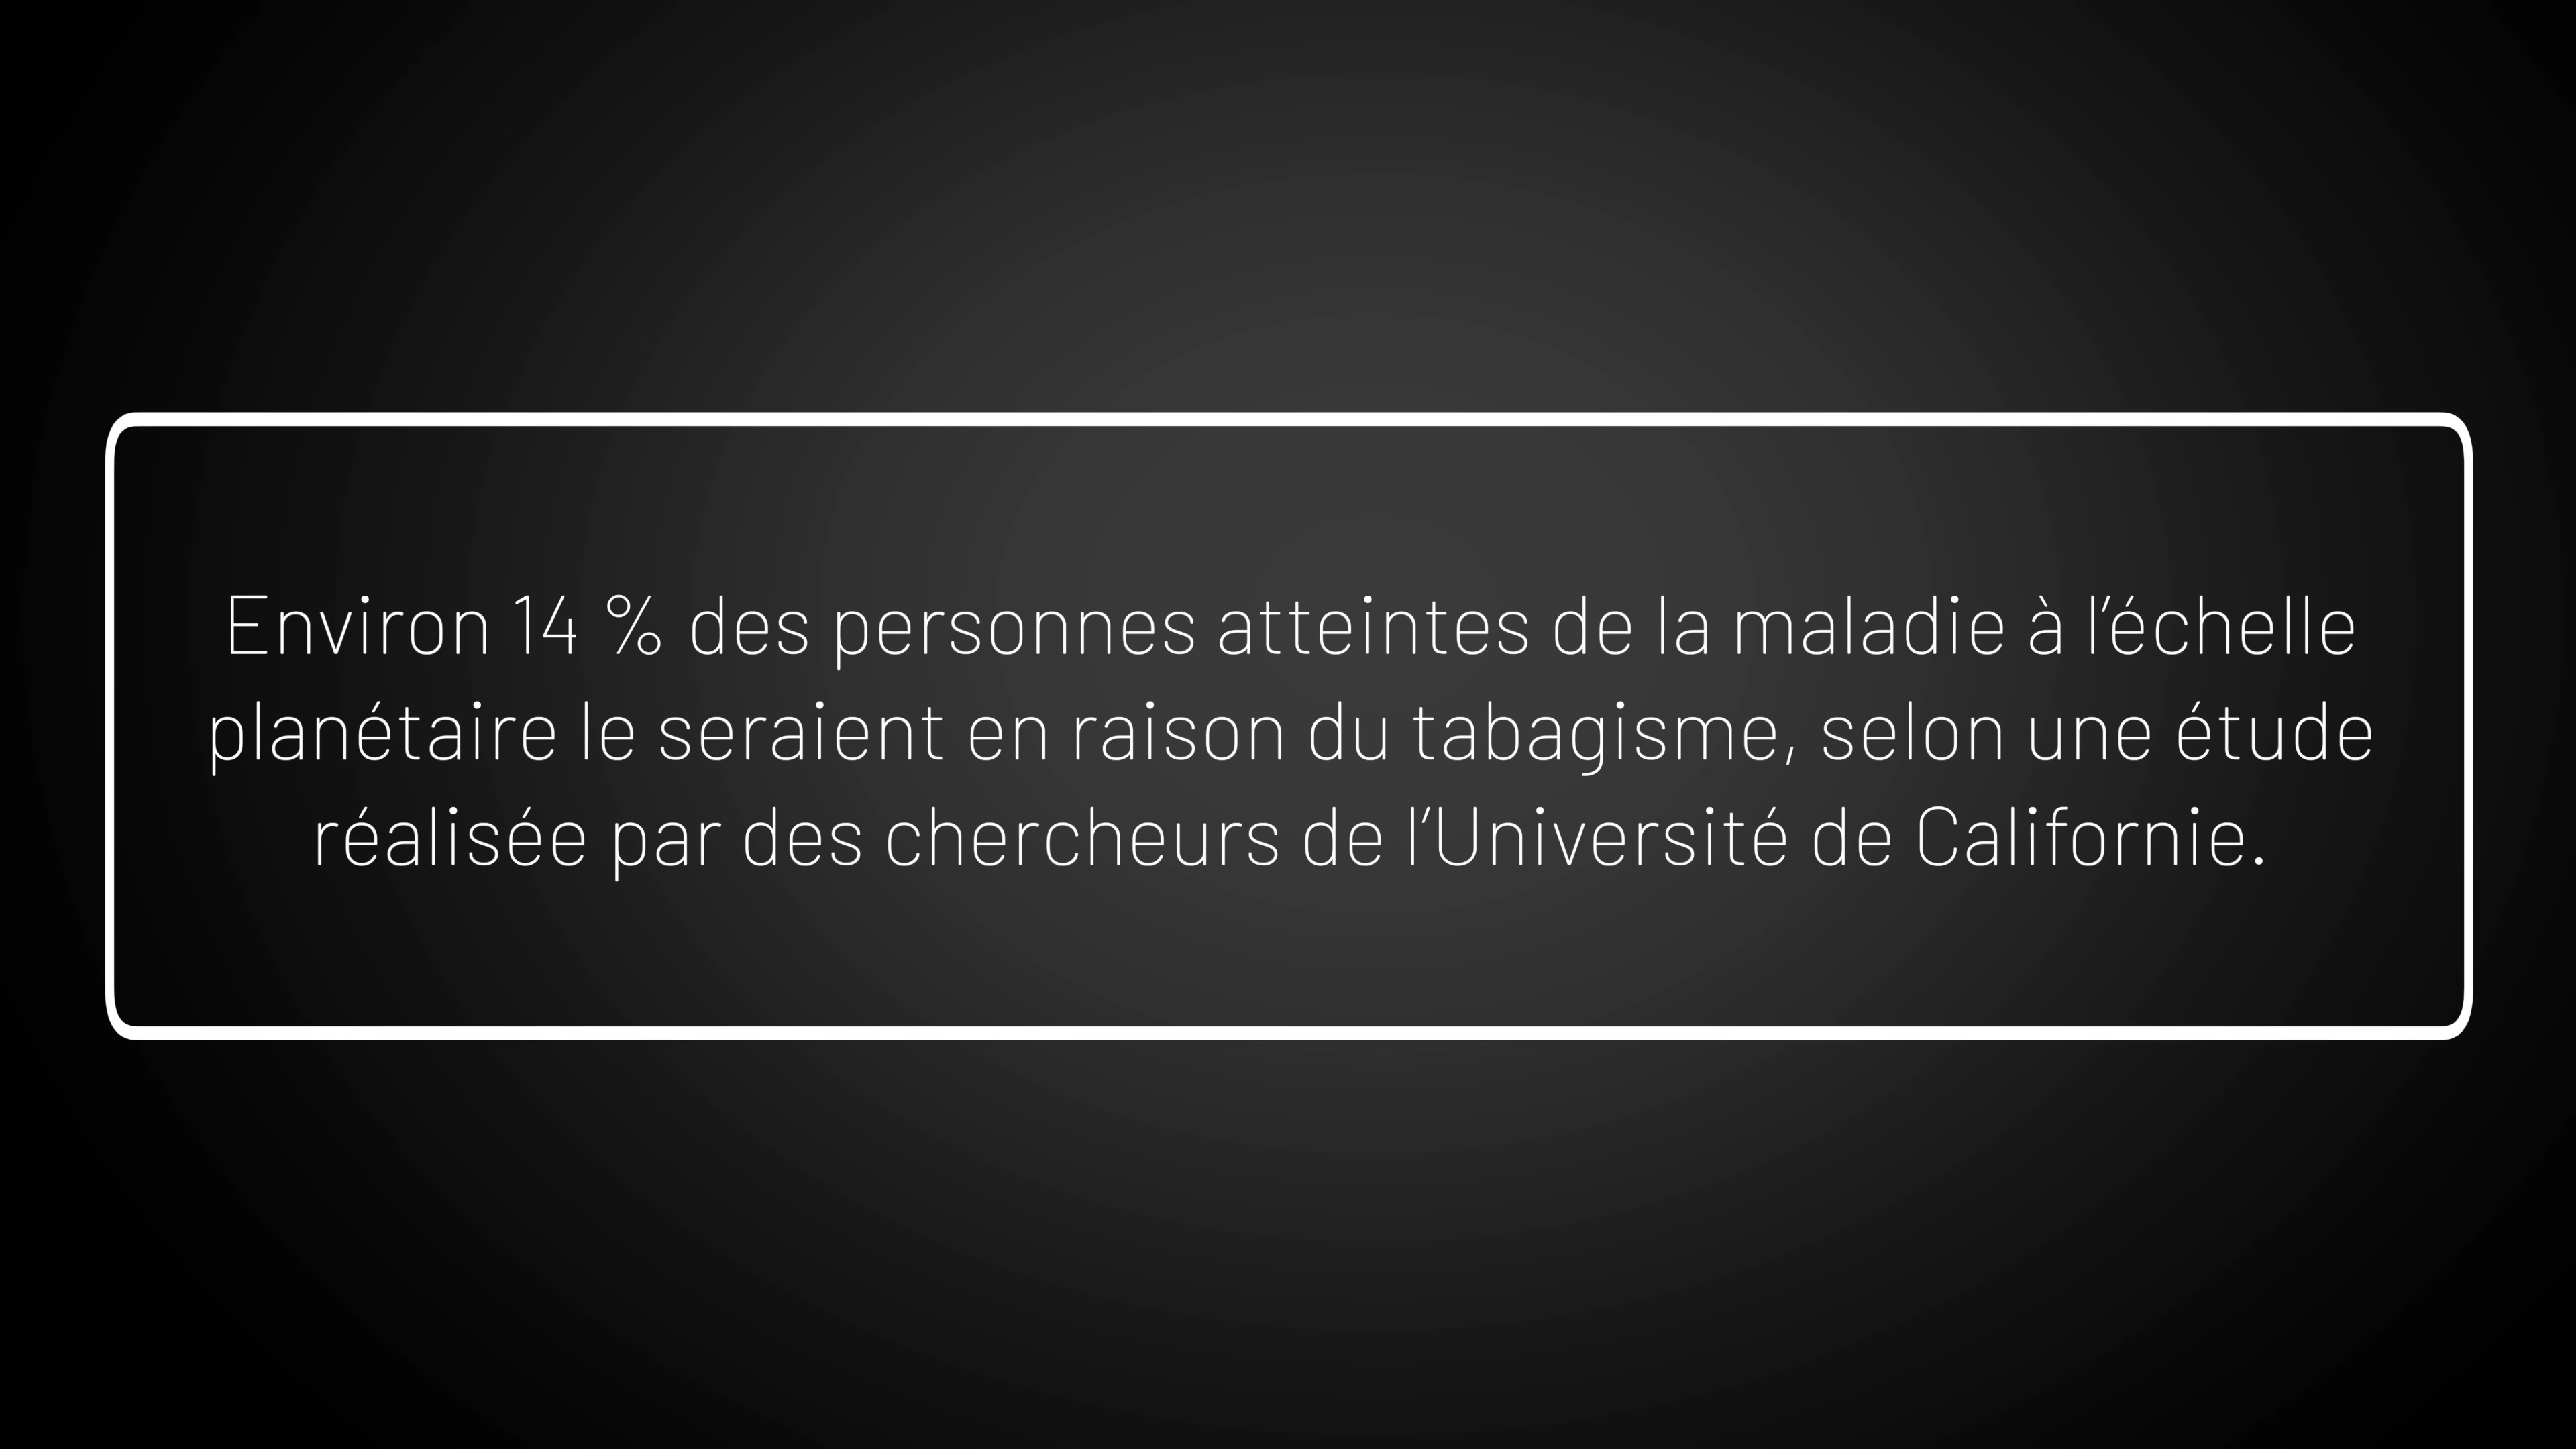 Environ 14 % des personnes atteintes de la maladie à l’échelle
planétaire le seraient en raison du tabagisme, selon une étude
réalisée par des chercheurs de l’Université de Californie.